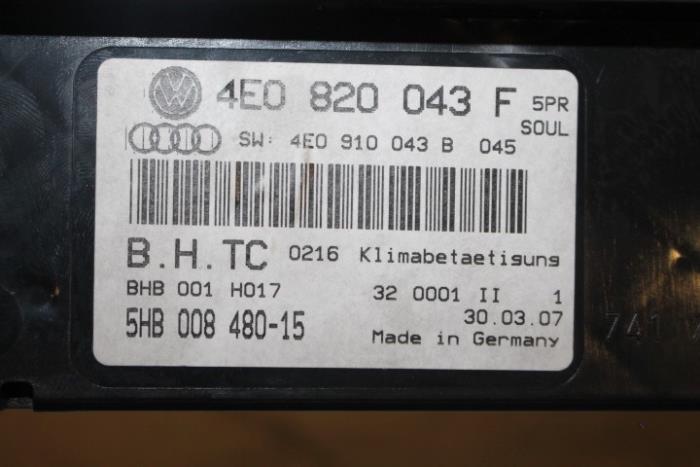 4E0 820 043 F 5PR
SOUL
SW: 4E0 910 043 B 045
B.H.TC 0216 Klimabetaetigung
BHB 001 H017 32 0001 II 1
30.03.07
5HB 008 480-15 Made in Germany
741